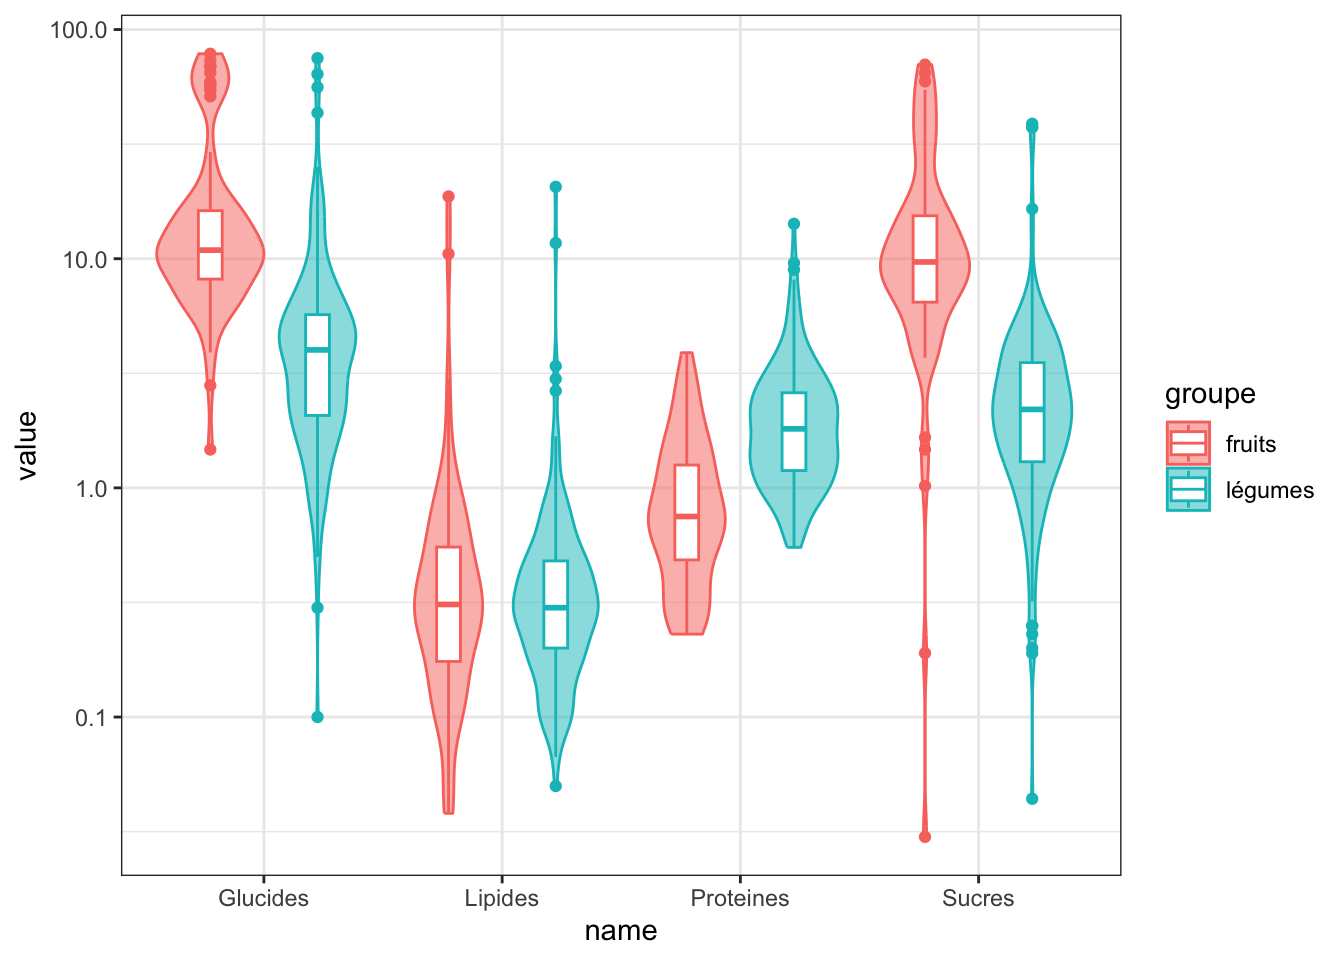 100.0
10.0
1.0
0.1
value
Glucides Lipides Proteines Sucres
name
groupe
fruits
légumes